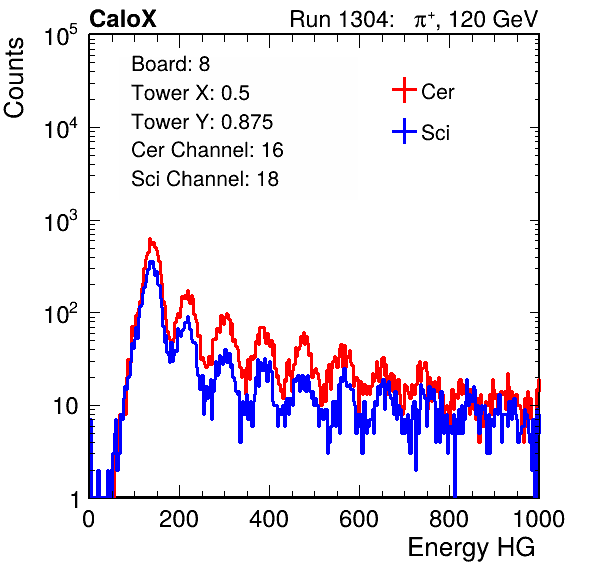 CaloX Run 1304: π⁺, 120 GeV
Counts
10⁵
10⁴
10³
10²
10
1
Board: 8
Tower X: 0.5
Tower Y: 0.875
Cer Channel: 16
Sci Channel: 18
Cer
Sci
0 200 400 600 800 1000
Energy HG